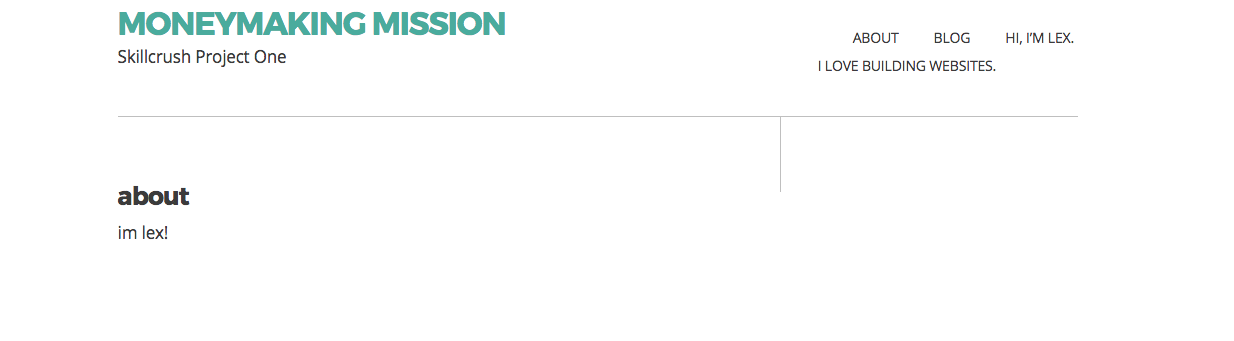 MONEYMAKING MISSION
Skillcrush Project One
ABOUT BLOG HI, I'M LEX.
I LOVE BUILDING WEBSITES.
about
im lex!